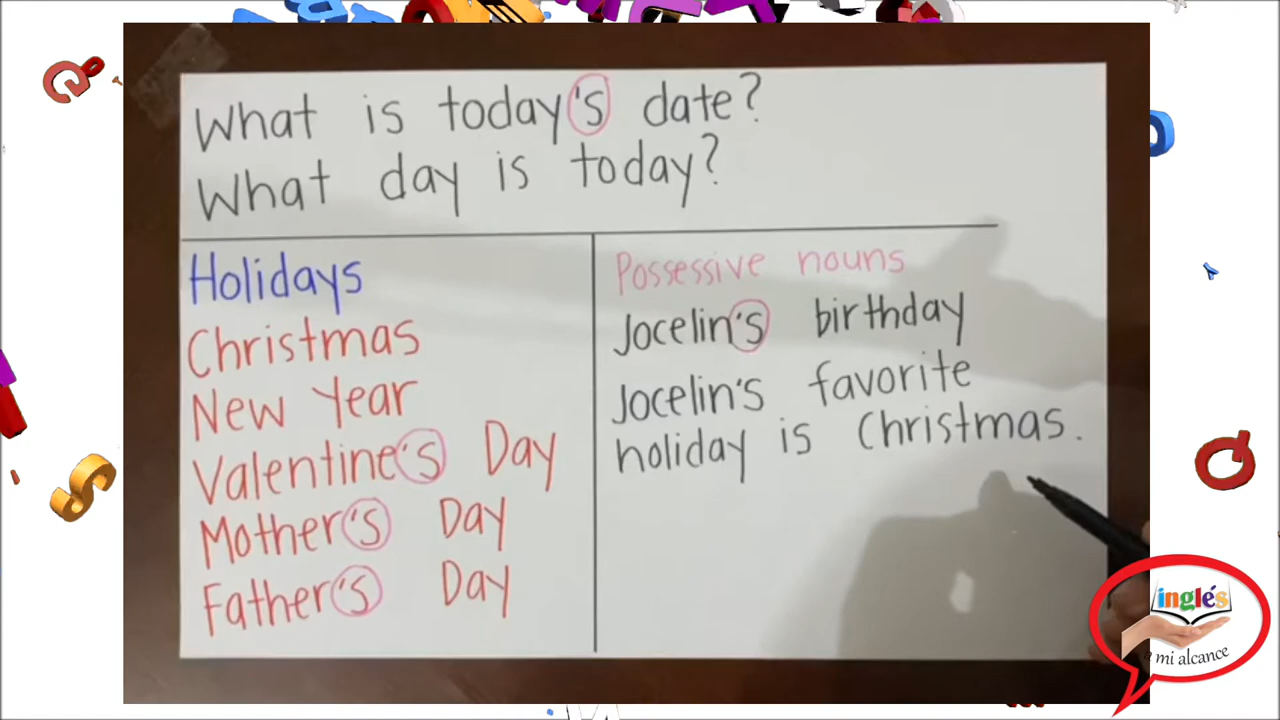 What is today's date?
What day is today?
Holidays
Christmas
New Year
Valentine's Day
Mother's Day
Father's Day
Possessive nouns
Jocelin's birthday
Jocelin's favorite
holiday is Christmas.
inglés
a mi alcance